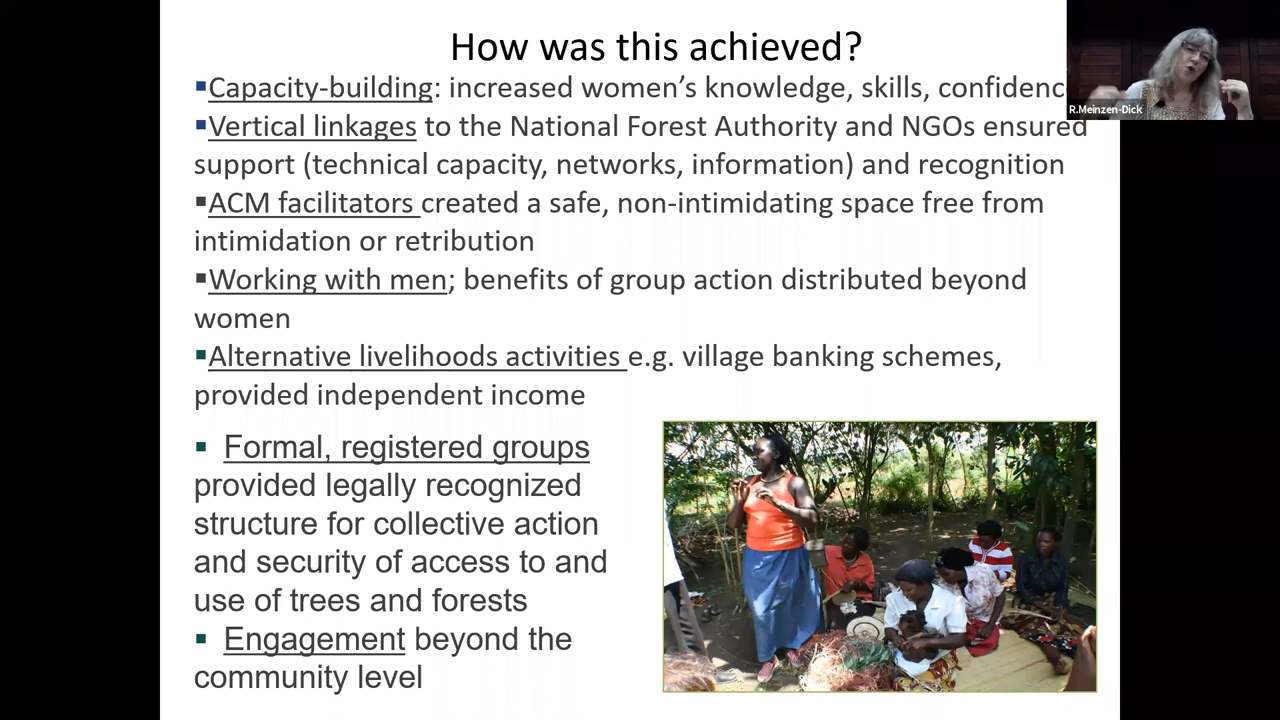 How was this achieved?
▪Capacity-building: increased women's knowledge, skills, confidenc
▪Vertical linkages to the National Forest Authority and NGOs ensured
support (technical capacity, networks, information) and recognition
▪ACM facilitators created a safe, non-intimidating space free from
intimidation or retribution
▪Working with men; benefits of group action distributed beyond
women
▪Alternative livelihoods activities e.g. village banking schemes,
provided independent income
▪ Formal, registered groups
provided legally recognized
structure for collective action
and security of access to and
use of trees and forests
▪ Engagement beyond the
community level
R.Meinzen-Dick